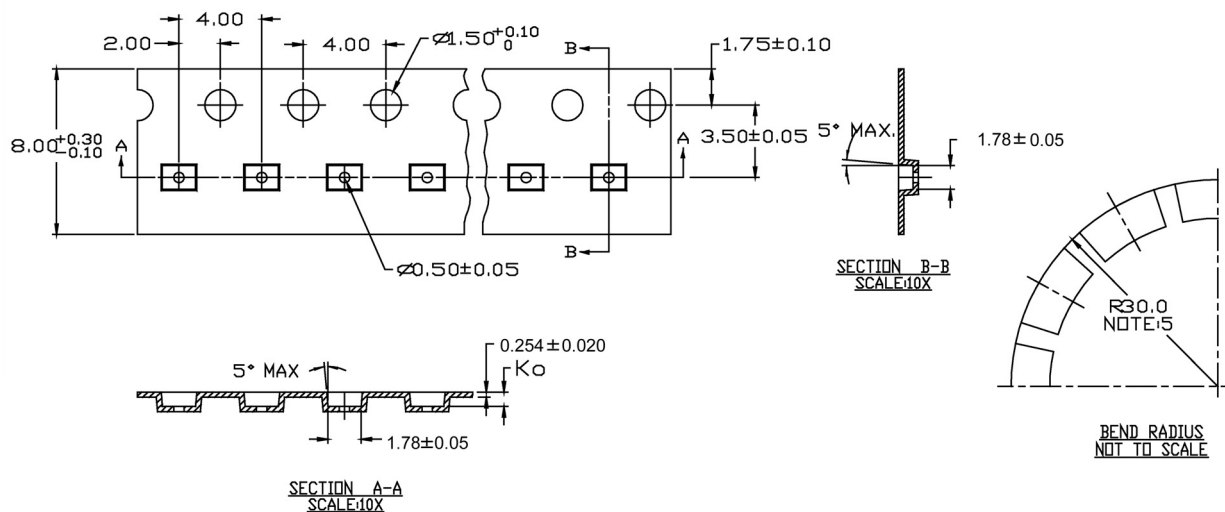 4.00
2.00
4.00
⌀1.50 +0.10 0
B
1.75±0.10
8.00 +0.30 -0.10
A
A
3.50±0.05
5° MAX.
1.78±0.05
B
⌀0.50±0.05
SECTION B-B
SCALE:10X
R30.0
NOTE:5
0.254±0.020
5° MAX
Ko
1.78±0.05
BEND RADIUS
NOT TO SCALE
SECTION A-A
SCALE:10X